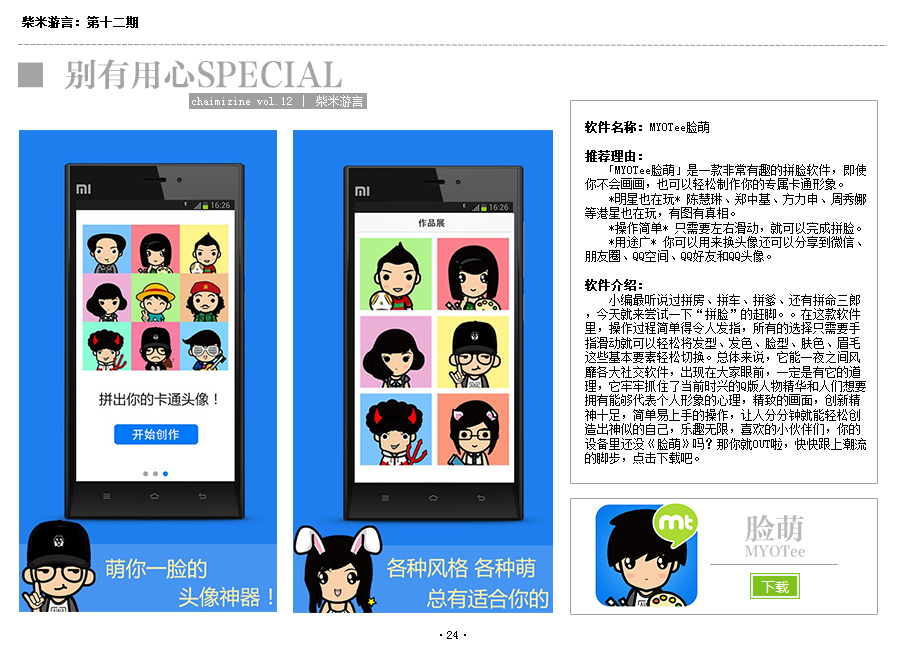 柴米游言：第十二期
别有用心SPECIAL
chaimizine vol.12 | 柴米游言
MI
16:26
拼出你的卡通头像！
开始创作
萌你一脸的
头像神器！
MI
16:26
作品展
各种风格 各种萌
总有适合你的
软件名称：MYOTee脸萌
推荐理由：
「MYOTee脸萌」是一款非常有趣的拼脸软件，即使
你不会画画，也可以轻松制作你的专属卡通形象。
*明星也在玩* 陈慧琳、郑中基、方力申、周秀娜
等港星也在玩，有图有真相。
*操作简单* 只需要左右滑动，就可以完成拼脸。
*用途广* 你可以用来换头像还可以分享到微信、
朋友圈、QQ空间、QQ好友和QQ头像。
软件介绍：
小编最听说过拼房、拼车、拼爹、还有拼命三郎
，今天就来尝试一下“拼脸”的赶脚。。在这款软件
里，操作过程简单得令人发指，所有的选择只需要手
指滑动就可以轻松将发型、发色、脸型、肤色、眉毛
这些基本要素轻松切换。总体来说，它能一夜之间风
靡各大社交软件，出现在大家眼前，一定是有它的道
理，它牢牢抓住了当前时兴的Q版人物精华和人们想要
拥有能够代表个人形象的心理，精致的画面，创新精
神十足，简单易上手的操作，让人分分钟就能轻松创
造出神似的自己，乐趣无限，喜欢的小伙伴们，你的
设备里还没《脸萌》吗？那你就OUT啦，快快跟上潮流
的脚步，点击下载吧。
mt
脸萌
MYOTee
下载
·24·